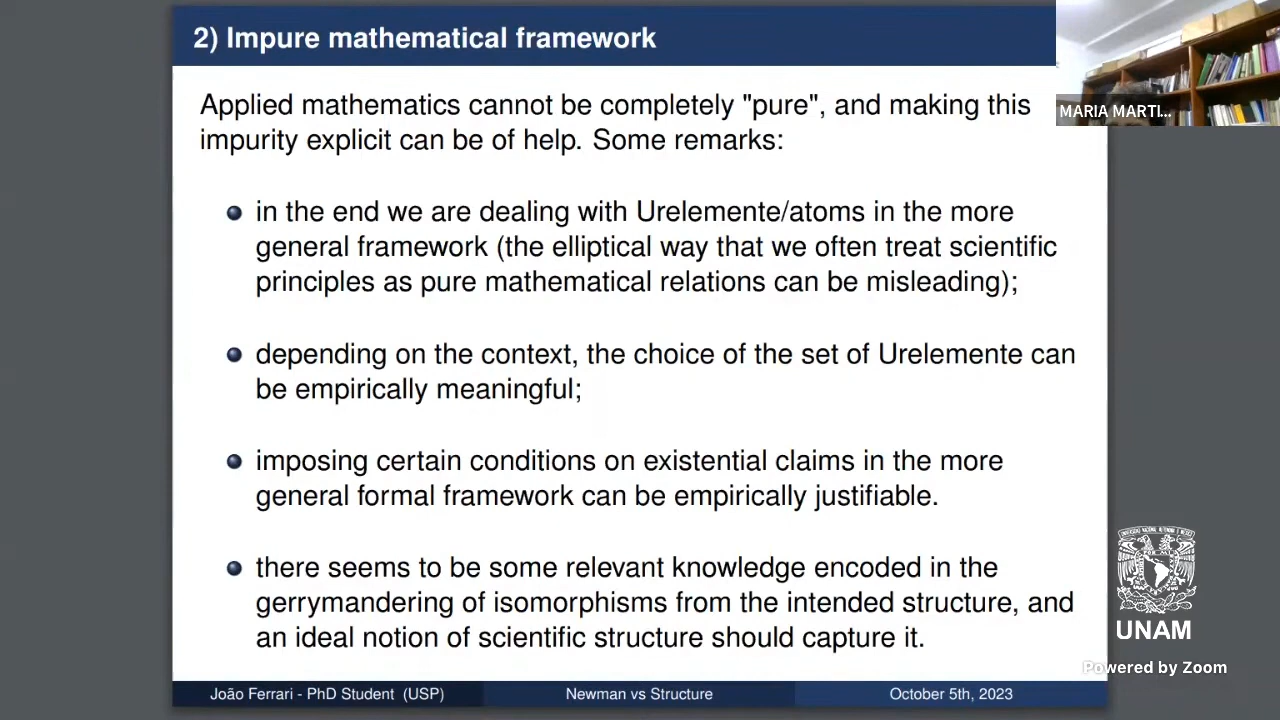 2) Impure mathematical framework
MARIA MARTI...
Applied mathematics cannot be completely "pure", and making this
impurity explicit can be of help. Some remarks:
in the end we are dealing with Urelemente/atoms in the more
general framework (the elliptical way that we often treat scientific
principles as pure mathematical relations can be misleading);
depending on the context, the choice of the set of Urelemente can
be empirically meaningful;
imposing certain conditions on existential claims in the more
general formal framework can be empirically justifiable.
there seems to be some relevant knowledge encoded in the
gerrymandering of isomorphisms from the intended structure, and
an ideal notion of scientific structure should capture it.
UNAM
Powered by Zoom
João Ferrari - PhD Student (USP)
Newman vs Structure
October 5th, 2023